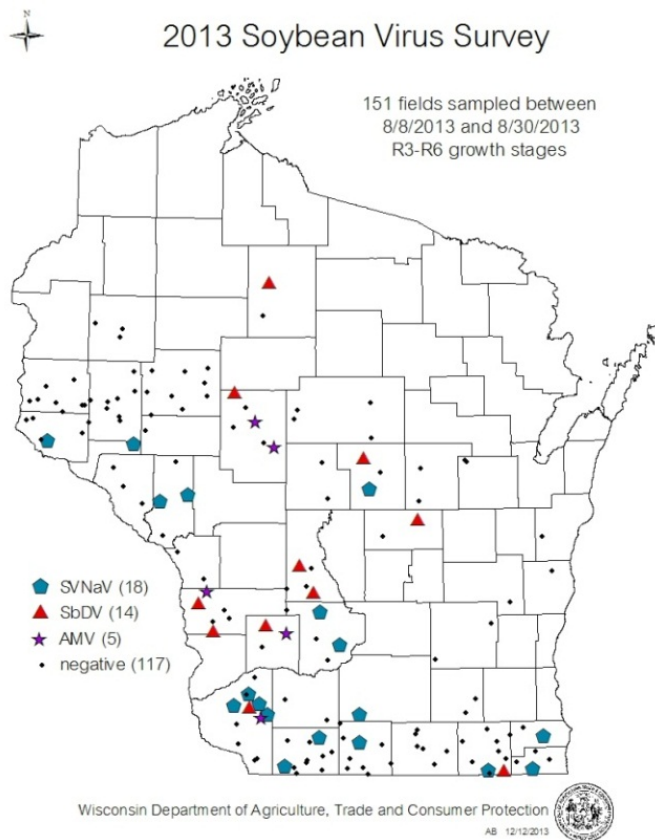 2013 Soybean Virus Survey
151 fields sampled between
8/8/2013 and 8/30/2013
R3-R6 growth stages
SVNaV (18)
SbDV (14)
AMV (5)
negative (117)
Wisconsin Department of Agriculture, Trade and Consumer Protection
AB 12/12/2013